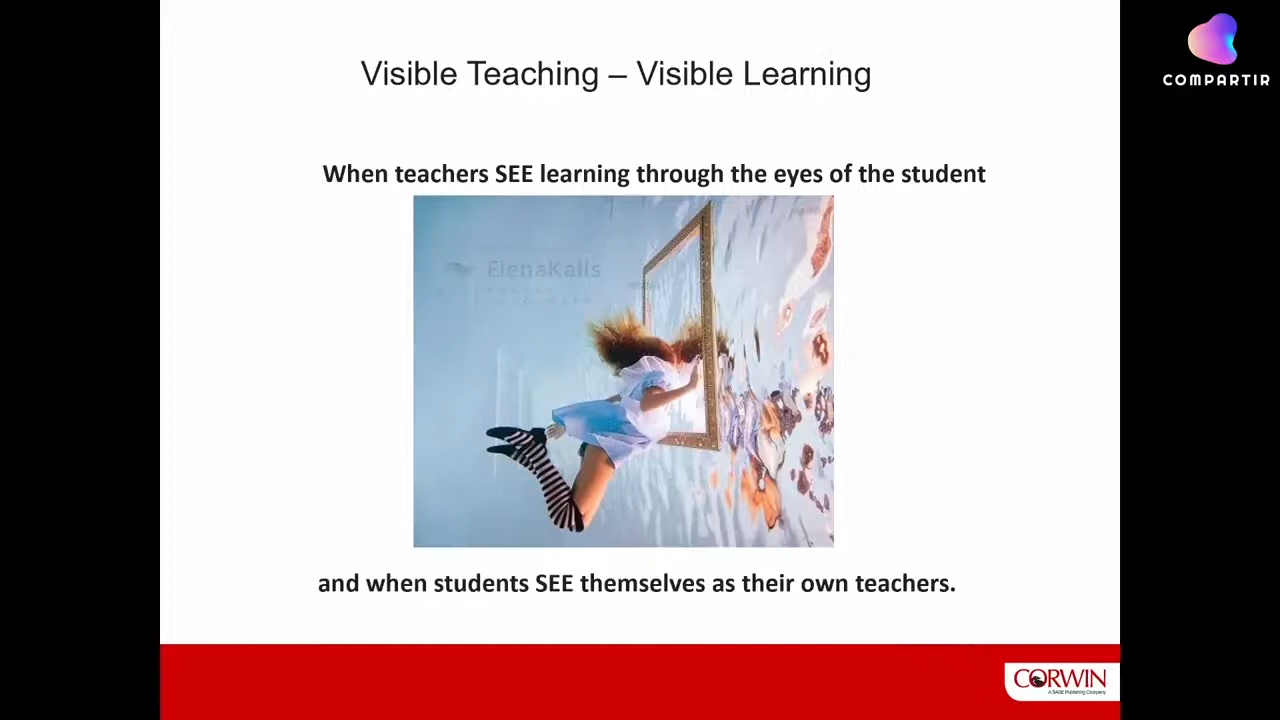 Visible Teaching – Visible Learning
COMPARTIR
When teachers SEE learning through the eyes of the student
ElenaKalis
and when students SEE themselves as their own teachers.
CORWIN
A SAGE Publishing Company